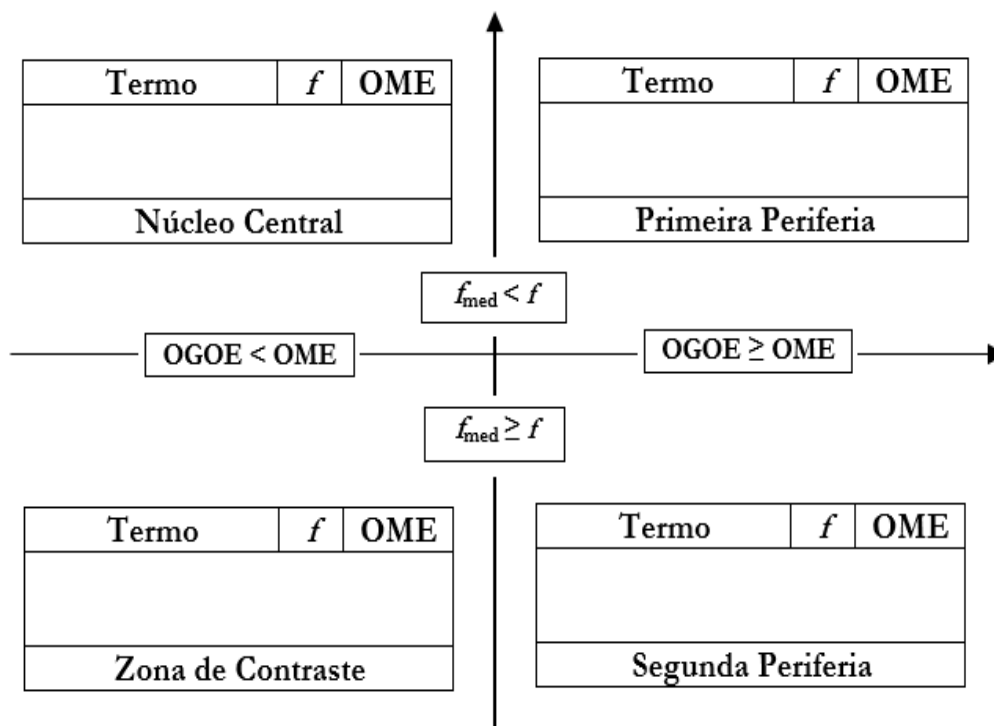 Termo f OME
Núcleo Central
Termo f OME
Primeira Periferia
fmed < f
OGOE < OME
OGOE ≥ OME
fmed ≥ f
Termo f OME
Zona de Contraste
Termo f OME
Segunda Periferia